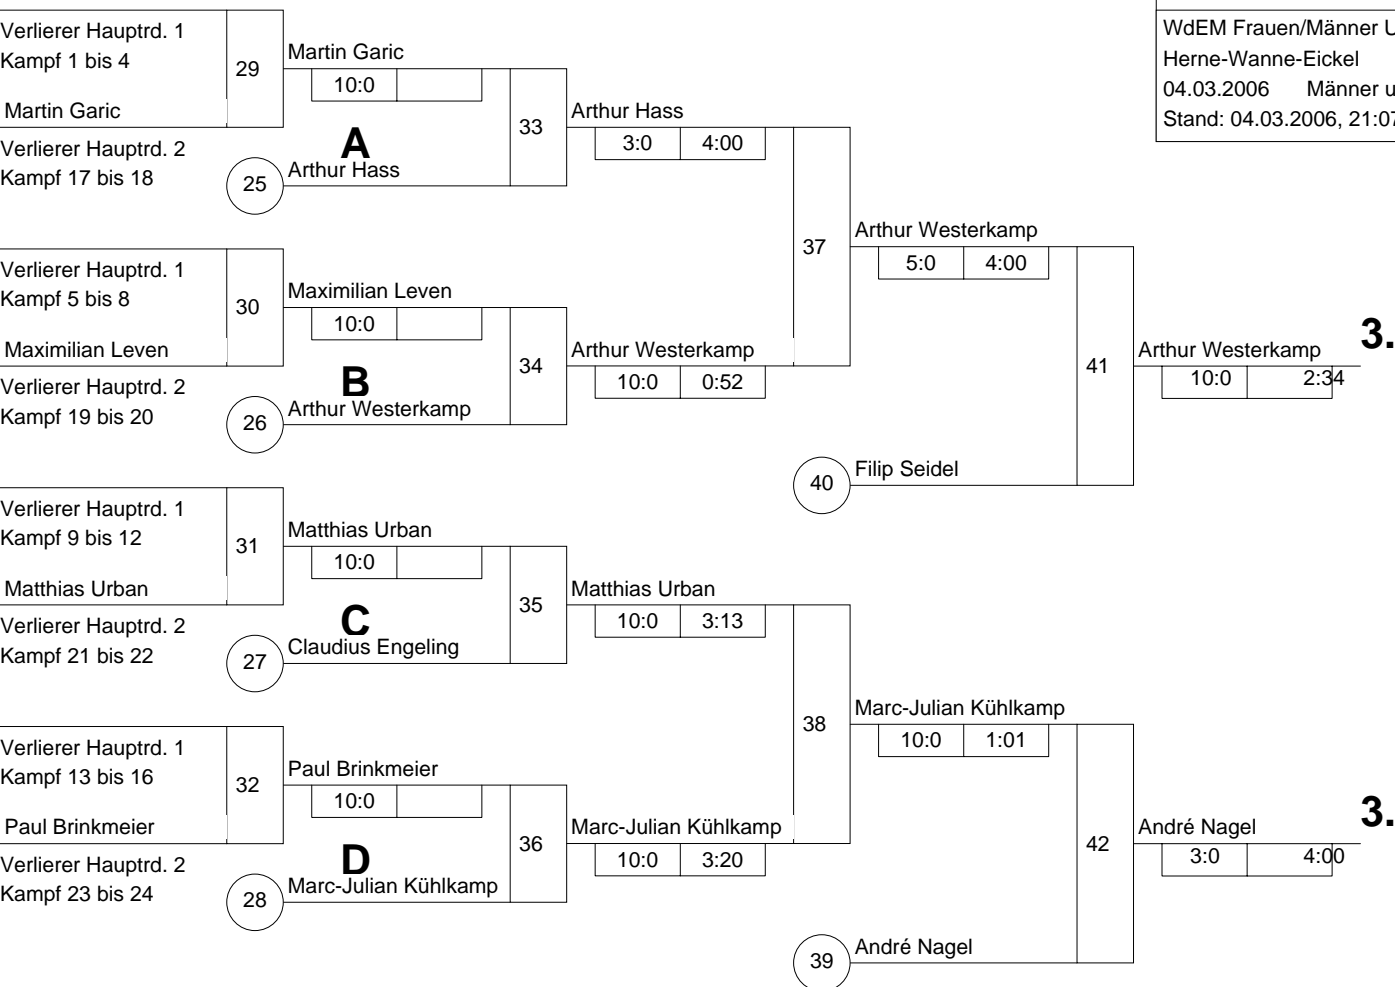 WdEM Frauen/Männer U
Herne-Wanne-Eickel
04.03.2006 Männer u
Stand: 04.03.2006, 21:07
Verlierer Hauptrd. 1
Kampf 1 bis 4
29
Martin Garic
10:0
Martin Garic
Verlierer Hauptrd. 2
Kampf 17 bis 18
A
25
Arthur Hass
33
Arthur Hass
3:0 4:00
Verlierer Hauptrd. 1
Kampf 5 bis 8
30
Maximilian Leven
10:0
Maximilian Leven
Verlierer Hauptrd. 2
Kampf 19 bis 20
B
26
Arthur Westerkamp
34
Arthur Westerkamp
10:0 0:52
37
Arthur Westerkamp
5:0 4:00
40
Filip Seidel
41
Arthur Westerkamp
10:0 2:34
3.
Verlierer Hauptrd. 1
Kampf 9 bis 12
31
Matthias Urban
10:0
Matthias Urban
Verlierer Hauptrd. 2
Kampf 21 bis 22
C
27
Claudius Engeling
35
Matthias Urban
10:0 3:13
Verlierer Hauptrd. 1
Kampf 13 bis 16
32
Paul Brinkmeier
10:0
Paul Brinkmeier
Verlierer Hauptrd. 2
Kampf 23 bis 24
D
28
Marc-Julian Kühlkamp
36
Marc-Julian Kühlkamp
10:0 3:20
38
Marc-Julian Kühlkamp
10:0 1:01
39
André Nagel
42
André Nagel
3:0 4:00
3.